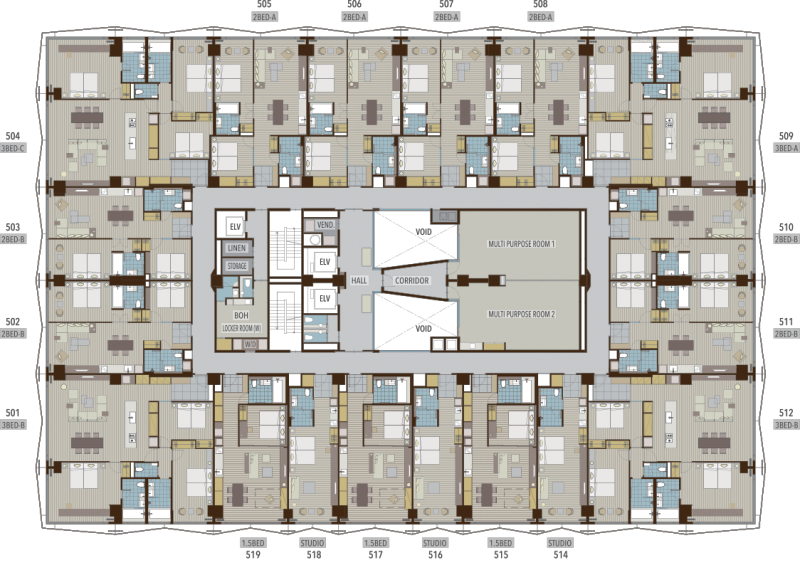 505 506 507 508
2BED-A 2BED-A 2BED-A 2BED-A
504
3BED-C
509
3BED-A
503
2BED-B
510
2BED-B
502
2BED-B
511
2BED-B
501
3BED-B
512
3BED-B
ELV
LINEN
STORAGE
BOH
LOCKER ROOM (W)
W/D
VEND.
ELV
ELV
HALL
VOID
CORRIDOR
VOID
MULTI PURPOSE ROOM 1
MULTI PURPOSE ROOM 2
1.5BED STUDIO 1.5BED STUDIO 1.5BED STUDIO
519 518 517 516 515 514